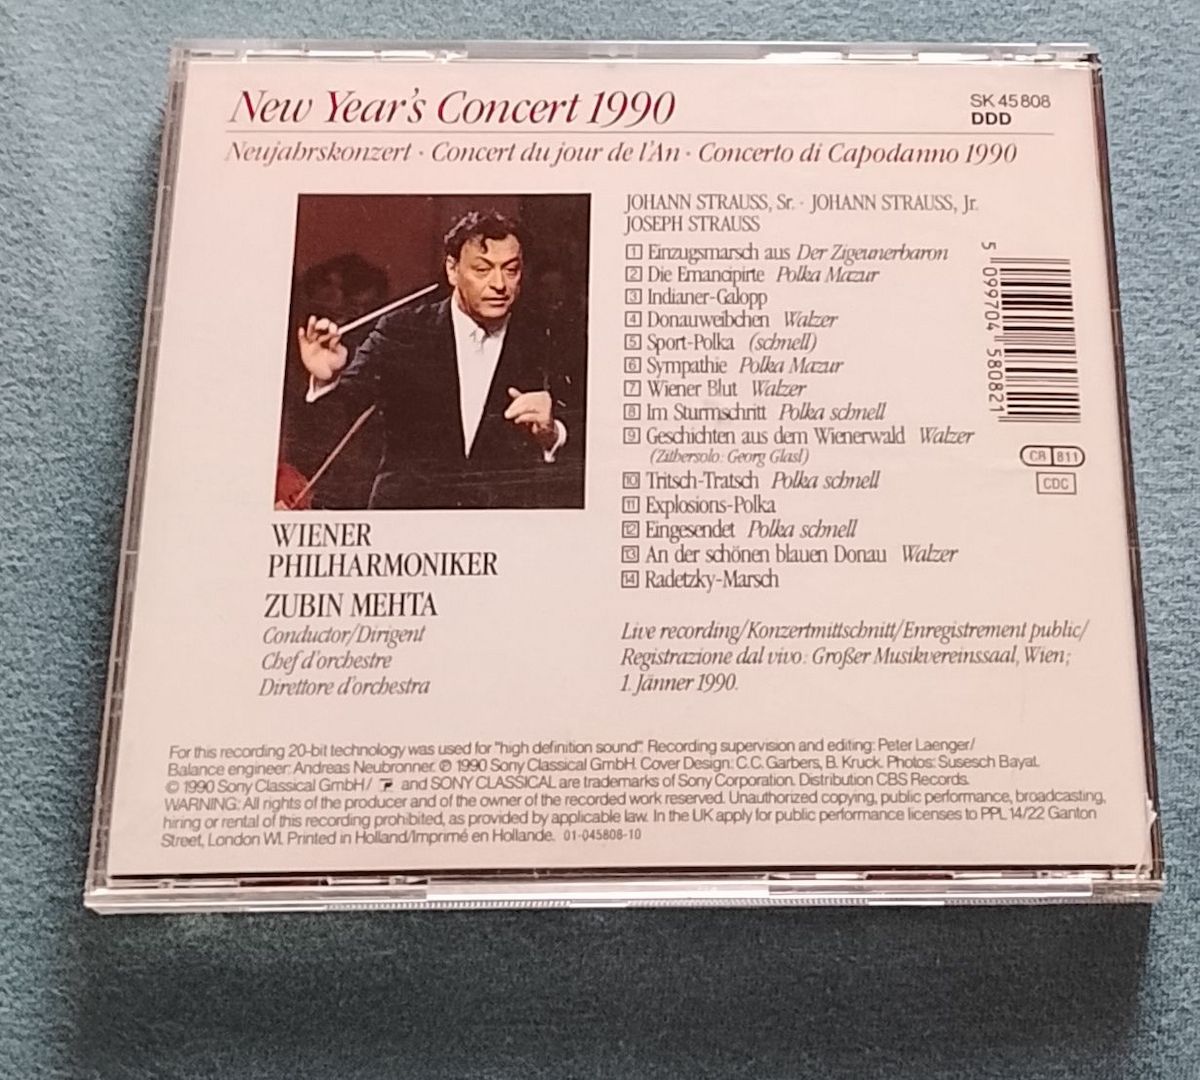 New Year's Concert 1990
SK 45 808
DDD
Neujahrskonzert · Concert du jour de l'An · Concerto di Capodanno 1990
JOHANN STRAUSS, Sr. · JOHANN STRAUSS, Jr.
JOSEPH STRAUSS
1 Einzugsmarsch aus Der Zigeunerbaron
2 Die Emancipirte Polka Mazur
3 Indianer-Galopp
4 Donauweibchen Walzer
5 Sport-Polka (schnell)
6 Sympathie Polka Mazur
7 Wiener Blut Walzer
8 Im Sturmschritt Polka schnell
9 Geschichten aus dem Wienerwald Walzer
(Zithersolo: Georg Glasl)
10 Tritsch-Tratsch Polka schnell
11 Explosions-Polka
12 Eingesendet Polka schnell
13 An der schönen blauen Donau Walzer
14 Radetzky-Marsch
5 099704 580821
CB 811
CDC
WIENER
PHILHARMONIKER
ZUBIN MEHTA
Conductor/Dirigent
Chef d'orchestre
Direttore d'orchestra
Live recording/Konzertmittschnitt/Enregistrement public/
Registrazione dal vivo: Großer Musikvereinssaal, Wien;
1. Jänner 1990.
For this recording 20-bit technology was used for "high definition sound". Recording supervision and editing: Peter Laenger/
Balance engineer: Andreas Neubronner. ℗ 1990 Sony Classical GmbH. Cover Design: C.C. Garbers, B. Kruck. Photos: Susesch Bayat.
© 1990 Sony Classical GmbH/ and SONY CLASSICAL are trademarks of Sony Corporation. Distribution CBS Records.
WARNING: All rights of the producer and of the owner of the recorded work reserved. Unauthorized copying, public performance, broadcasting,
hiring or rental of this recording prohibited, as provided by applicable law. In the UK apply for public performance licenses to PPL 14/22 Ganton
Street, London W1. Printed in Holland/Imprimé en Hollande. 01-045808-10